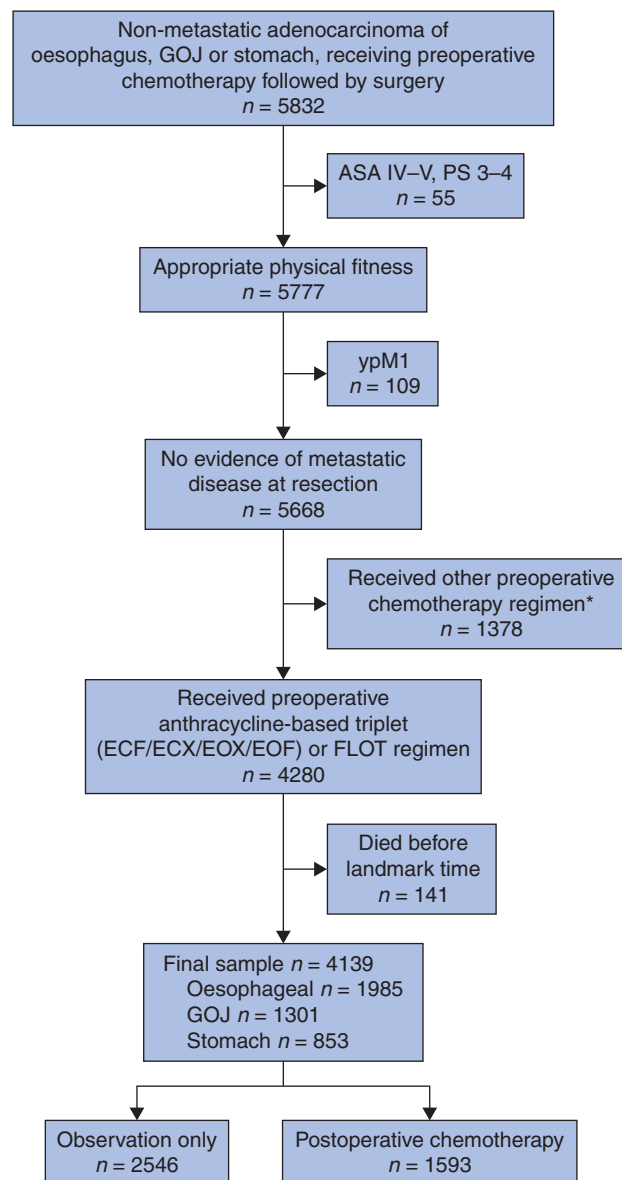 Non-metastatic adenocarcinoma of
oesophagus, GOJ or stomach, receiving preoperative
chemotherapy followed by surgery
n = 5832
ASA IV–V, PS 3–4
n = 55
Appropriate physical fitness
n = 5777
ypM1
n = 109
No evidence of metastatic
disease at resection
n = 5668
Received other preoperative
chemotherapy regimen*
n = 1378
Received preoperative
anthracycline-based triplet
(ECF/ECX/EOX/EOF) or FLOT regimen
n = 4280
Died before
landmark time
n = 141
Final sample n = 4139
Oesophageal n = 1985
GOJ n = 1301
Stomach n = 853
Observation only
n = 2546
Postoperative chemotherapy
n = 1593